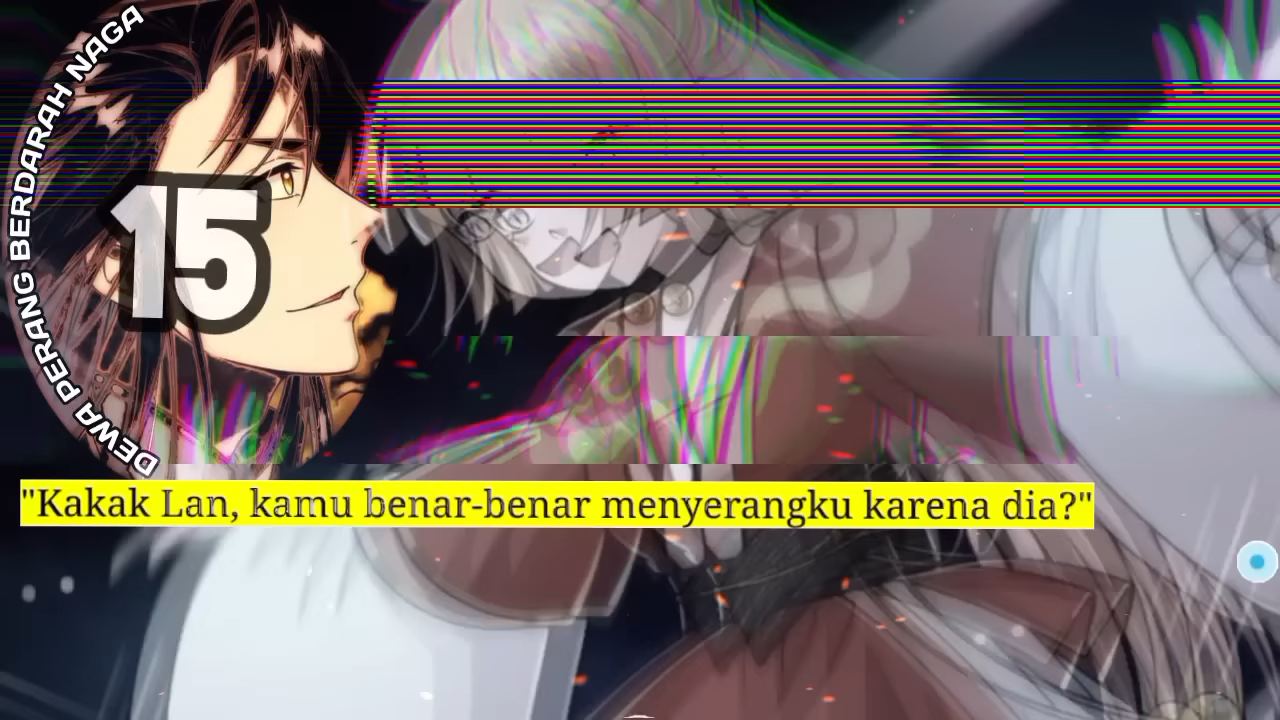 DEWA PERANG BERDARAH NAGA
15
"Kakak Lan, kamu benar-benar menyerangku karena dia?"